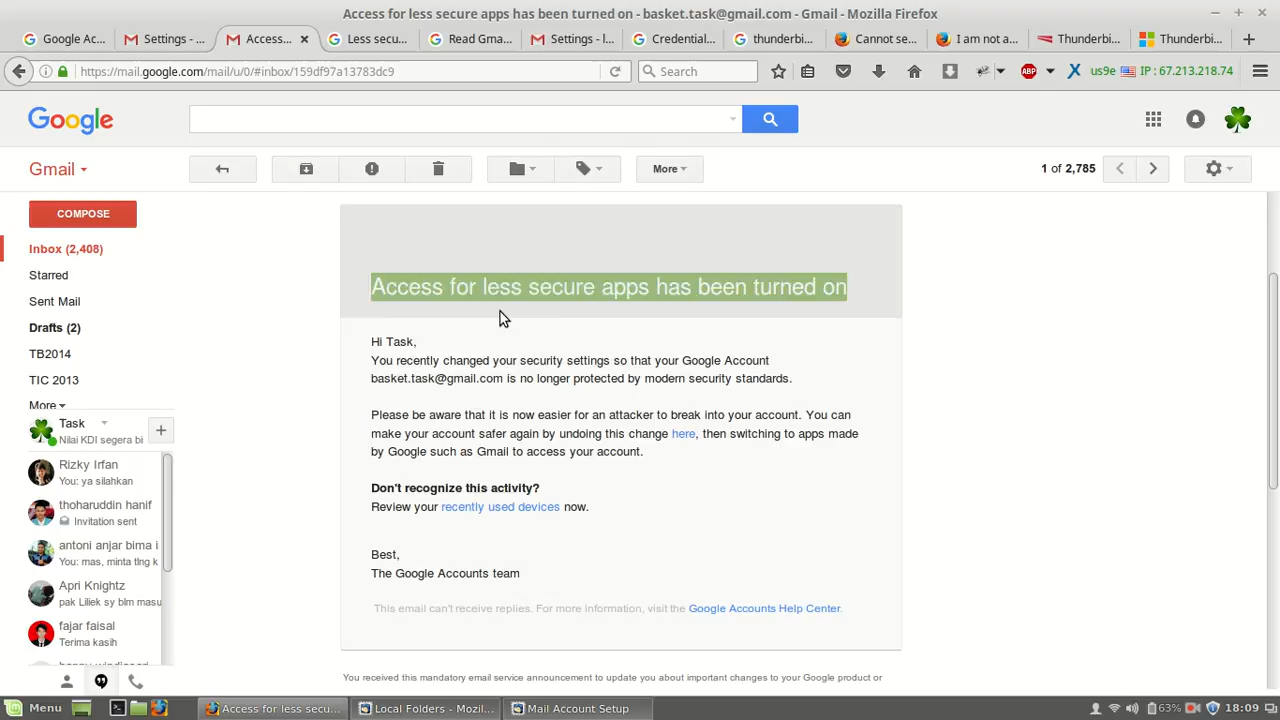 Access for less secure apps has been turned on - basket.task@gmail.com - Gmail - Mozilla Firefox
Google Ac...
Settings - ...
Access...
Less secu...
Read Gma...
Settings - l...
Credential...
thunderbi...
Cannot se...
I am not a...
Thunderbi...
Thunderbi...
https://mail.google.com/mail/u/0/#inbox/159df97a13783dc9
Search
ABP
us9e
IP : 67.213.218.74
Google
Gmail
More
1 of 2,785
COMPOSE
Inbox (2,408)
Starred
Sent Mail
Drafts (2)
TB2014
TIC 2013
More
Task
Nilai KDI segera bi
Rizky Irfan
You: ya silahkan
thoharuddin hanif
Invitation sent
antoni anjar bima i
You: mas, minta tlng k
Apri Knightz
pak Liliek sy blm masu
fajar faisal
Terima kasih
Access for less secure apps has been turned on
Hi Task,
You recently changed your security settings so that your Google Account
basket.task@gmail.com is no longer protected by modern security standards.
Please be aware that it is now easier for an attacker to break into your account. You can
make your account safer again by undoing this change here, then switching to apps made
by Google such as Gmail to access your account.
Don't recognize this activity?
Review your recently used devices now.
Best,
The Google Accounts team
This email can't receive replies. For more information, visit the Google Accounts Help Center.
You received this mandatory email service announcement to update you about important changes to your Google product or
Menu
Access for less secu...
Local Folders - Mozil...
Mail Account Setup
63%
18:09